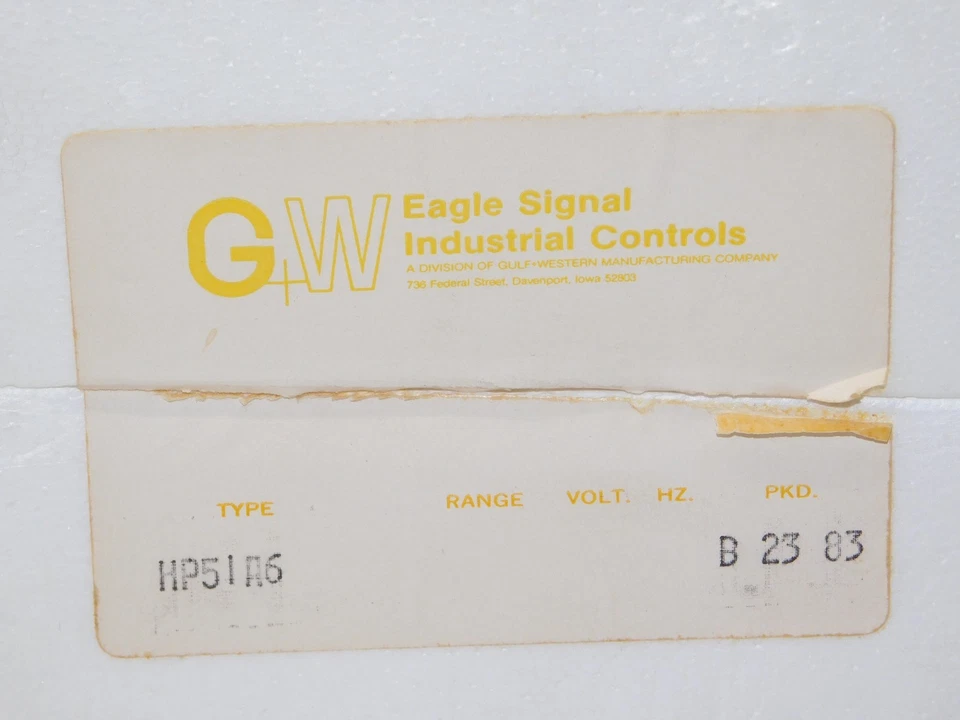 G+W
Eagle Signal
Industrial Controls
A DIVISION OF GULF+WESTERN MANUFACTURING COMPANY
736 Federal Street, Davenport, Iowa 52803
TYPE RANGE VOLT. HZ. PKD.
HP51A6 B 23 83